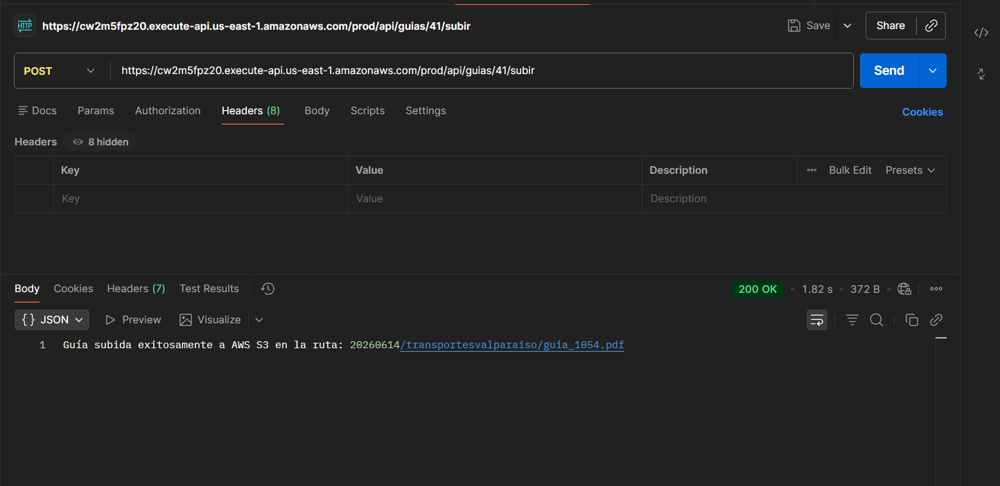 HTTP https://cw2m5fpz20.execute-api.us-east-1.amazonaws.com/prod/api/guias/41/subir Save Share
POST https://cw2m5fpz20.execute-api.us-east-1.amazonaws.com/prod/api/guias/41/subir Send
Docs Params Authorization Headers (8) Body Scripts Settings Cookies
Headers 8 hidden
Key Value Description Bulk Edit Presets
Key Value Description
Body Cookies Headers (7) Test Results 200 OK 1.82 s 372 B
{} JSON Preview Visualize
1 Guía subida exitosamente a AWS S3 en la ruta: 20260614/transportesvalparaiso/guia_1054.pdf